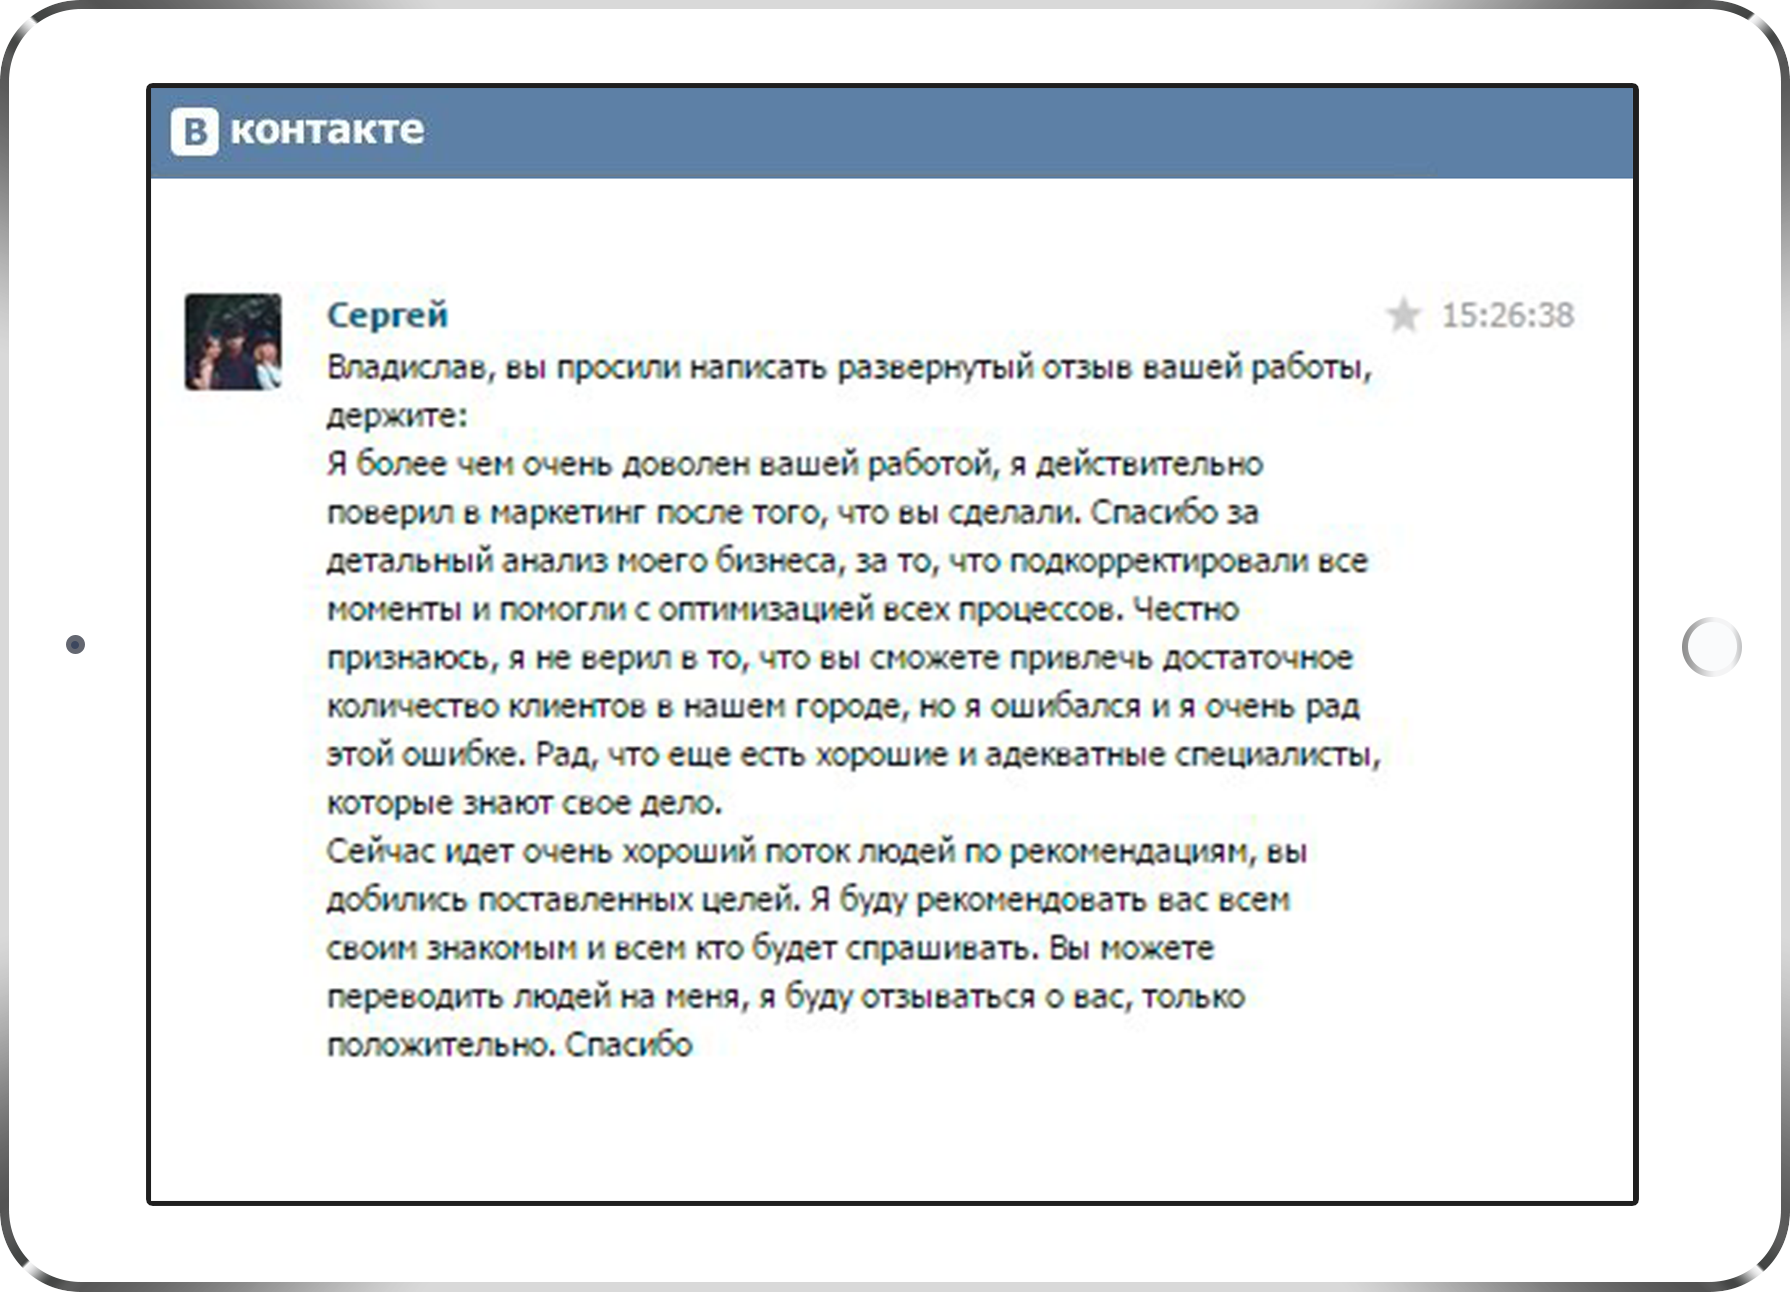 В контакте
Сергей
15:26:38
Владислав, вы просили написать развернутый отзыв вашей работы,
держите:
Я более чем очень доволен вашей работой, я действительно
поверил в маркетинг после того, что вы сделали. Спасибо за
детальный анализ моего бизнеса, за то, что подкорректировали все
моменты и помогли с оптимизацией всех процессов. Честно
признаюсь, я не верил в то, что вы сможете привлечь достаточное
количество клиентов в нашем городе, но я ошибался и я очень рад
этой ошибке. Рад, что еще есть хорошие и адекватные специалисты,
которые знают свое дело.
Сейчас идет очень хороший поток людей по рекомендациям, вы
добились поставленных целей. Я буду рекомендовать вас всем
своим знакомым и всем кто будет спрашивать. Вы можете
переводить людей на меня, я буду отзываться о вас, только
положительно. Спасибо